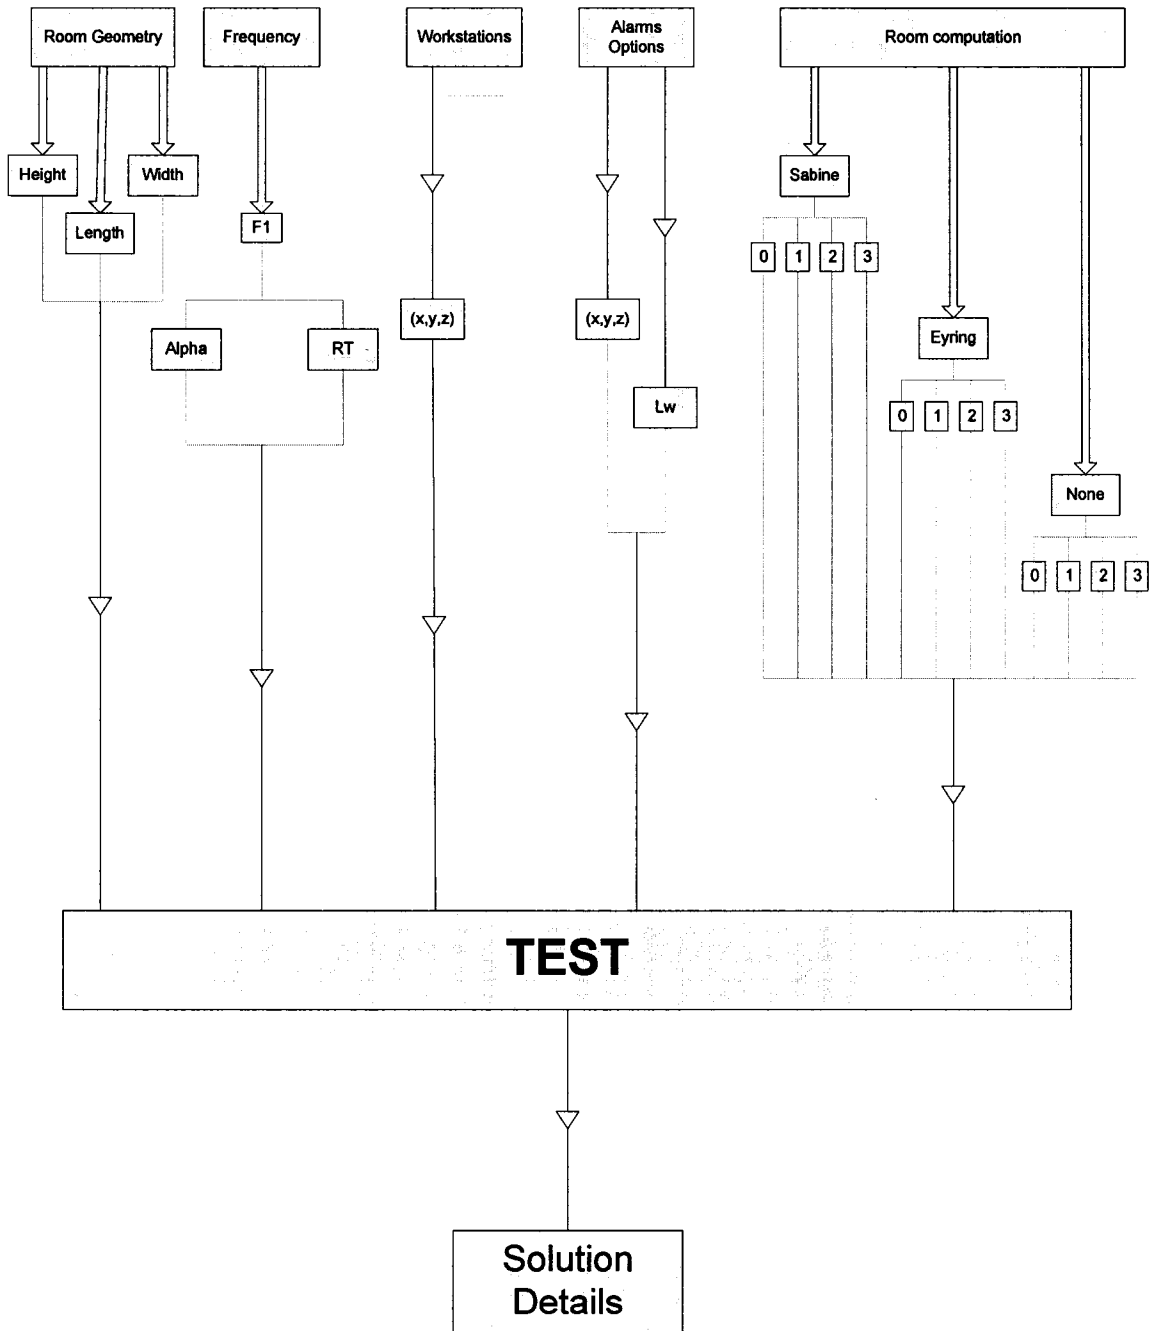 Room Geometry
Frequency
Workstations
Alarms
Options
Room computation
Height
Width
Sabine
Length
F1
0 1 2 3
(x,y,z)
(x,y,z)
Eyring
Alpha
RT
Lw
0 1 2 3
None
0 1 2 3
TEST
Solution
Details